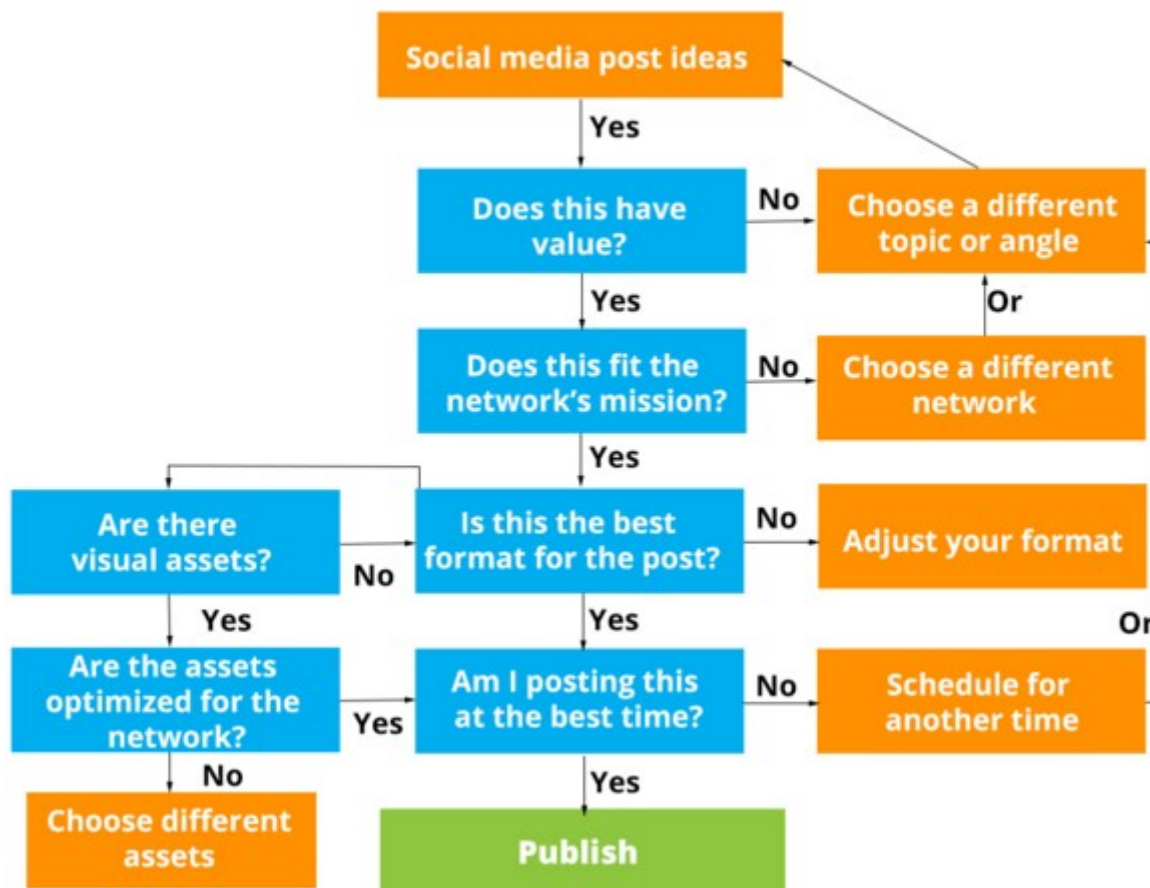 Social media post ideas
Yes
Does this have
value?
No
Choose a different
topic or angle
Yes
Or
Does this fit the
network's mission?
No
Choose a different
network
Yes
Are there
visual assets?
No
Is this the best
format for the post?
No
Adjust your format
Yes
Yes
Or
Are the assets
optimized for the
network?
Yes
Am I posting this
at the best time?
No
Schedule for
another time
No
Yes
Choose different
assets
Publish